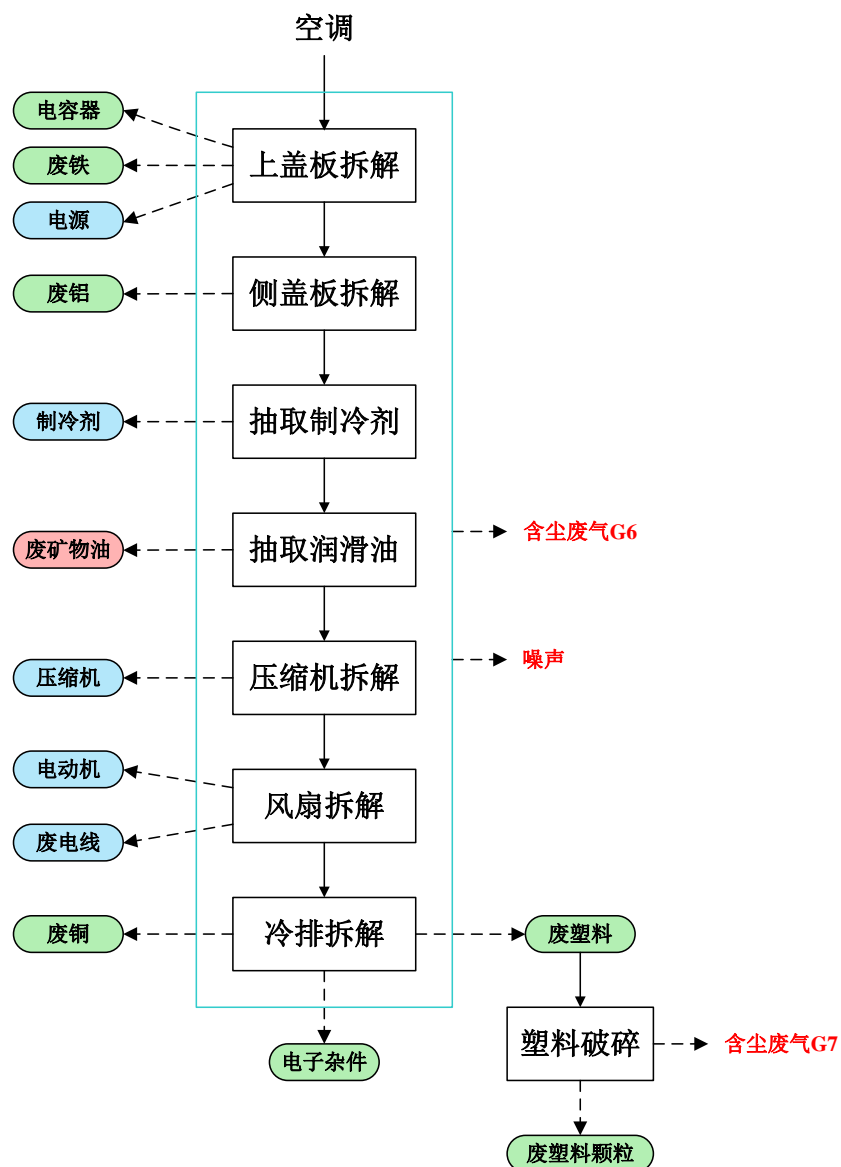 空调
电容器
废铁
电源
上盖板拆解
废铝
侧盖板拆解
制冷剂
抽取制冷剂
含尘废气G6
废矿物油
抽取润滑油
噪声
压缩机
压缩机拆解
电动机
废电线
风扇拆解
废铜
冷排拆解
废塑料
电子杂件
塑料破碎
含尘废气G7
废塑料颗粒